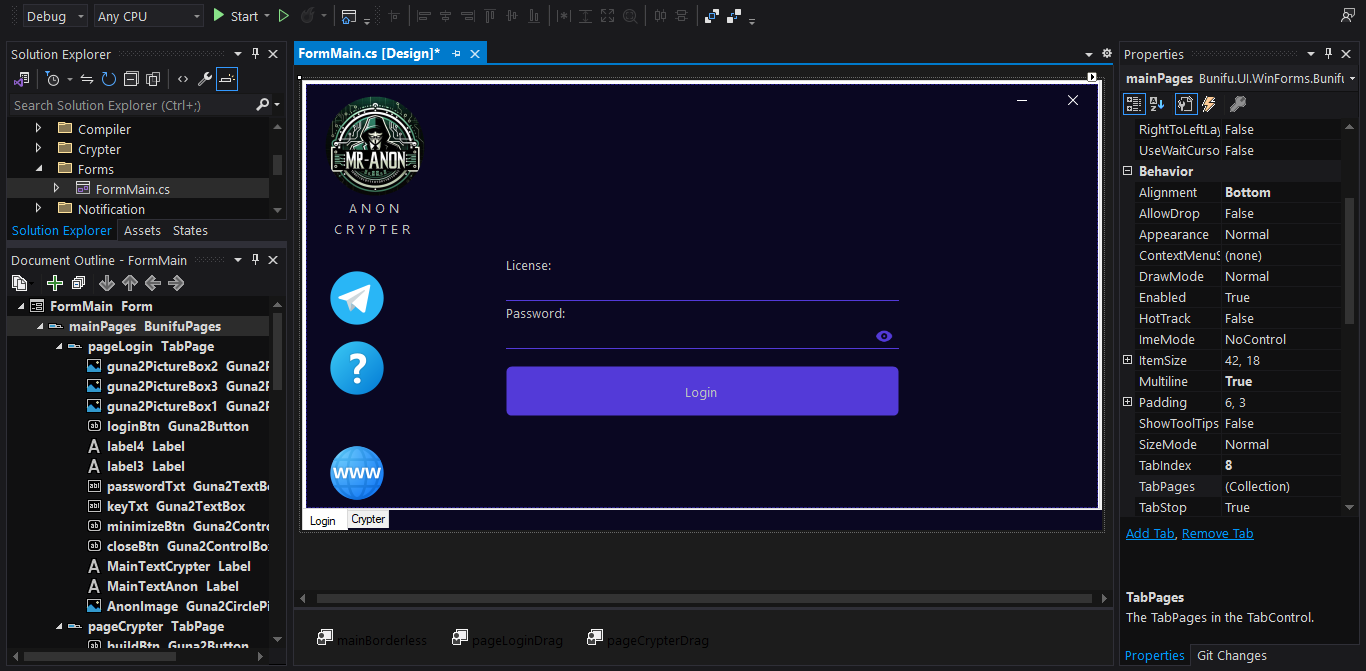 Debug
Any CPU
Start
Solution Explorer
Search Solution Explorer (Ctrl+;)
Compiler
Crypter
Forms
FormMain.cs
Notification
Solution Explorer Assets States
Document Outline - FormMain
FormMain Form
mainPages BunifuPages
pageLogin TabPage
guna2PictureBox2 Guna2P
guna2PictureBox3 Guna2P
guna2PictureBox1 Guna2P
loginBtn Guna2Button
label4 Label
label3 Label
passwordTxt Guna2TextBo
keyTxt Guna2TextBox
minimizeBtn Guna2Contro
closeBtn Guna2ControlBo
MainTextCrypter Label
MainTextAnon Label
AnonImage Guna2CirclePi
pageCrypter TabPage
buildBtn Guna2Button
FormMain.cs [Design]*
MR-ANON
ANON
CRYPTER
?
www
License:
Password:
Login
Login Crypter
mainBorderless pageLoginDrag pageCrypterDrag
Properties
mainPages Bunifu.UI.WinForms.Bunifu
RightToLeftLay False
UseWaitCurso False
Behavior
Alignment Bottom
AllowDrop False
Appearance Normal
ContextMenuS (none)
DrawMode Normal
Enabled True
HotTrack False
ImeMode NoControl
ItemSize 42, 18
Multiline True
Padding 6, 3
ShowToolTips False
SizeMode Normal
TabIndex 8
TabPages (Collection)
TabStop True
Add Tab, Remove Tab
TabPages
The TabPages in the TabControl.
Properties Git Changes